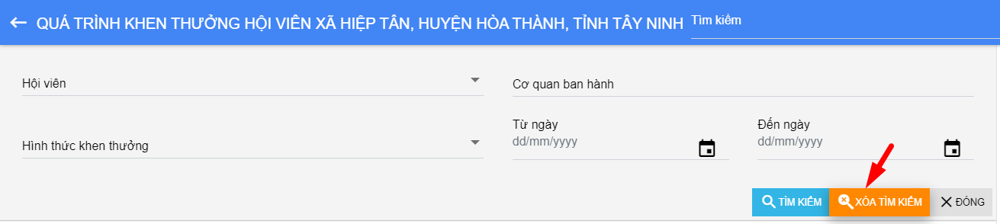 QUÁ TRÌNH KHEN THƯỞNG HỘI VIÊN XÃ HIỆP TÂN, HUYỆN HÒA THÀNH, TỈNH TÂY NINH Tìm kiếm
Hội viên
Cơ quan ban hành
Hình thức khen thưởng
Từ ngày
dd/mm/yyyy
Đến ngày
dd/mm/yyyy
TÌM KIẾM XÓA TÌM KIẾM ĐÓNG